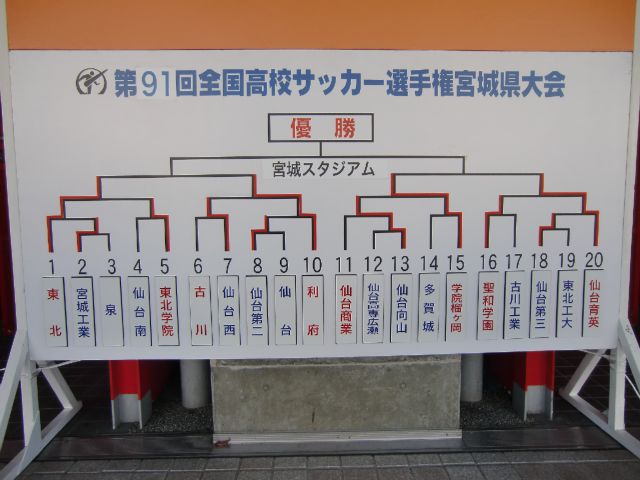 第91回全国高校サッカー選手権宮城県大会
優勝
宮城スタジアム
1 2 3 4 5 6 7 8 9 10 11 12 13 14 15 16 17 18 19 20
東北
宮城工業
泉
仙台南
東北学院
古川
仙台西
仙台第二
仙台
利府
仙台商業
仙台高専広瀬
仙台向山
多賀城
学院榴ケ岡
聖和学園
古川工業
仙台第三
東北工大
仙台育英